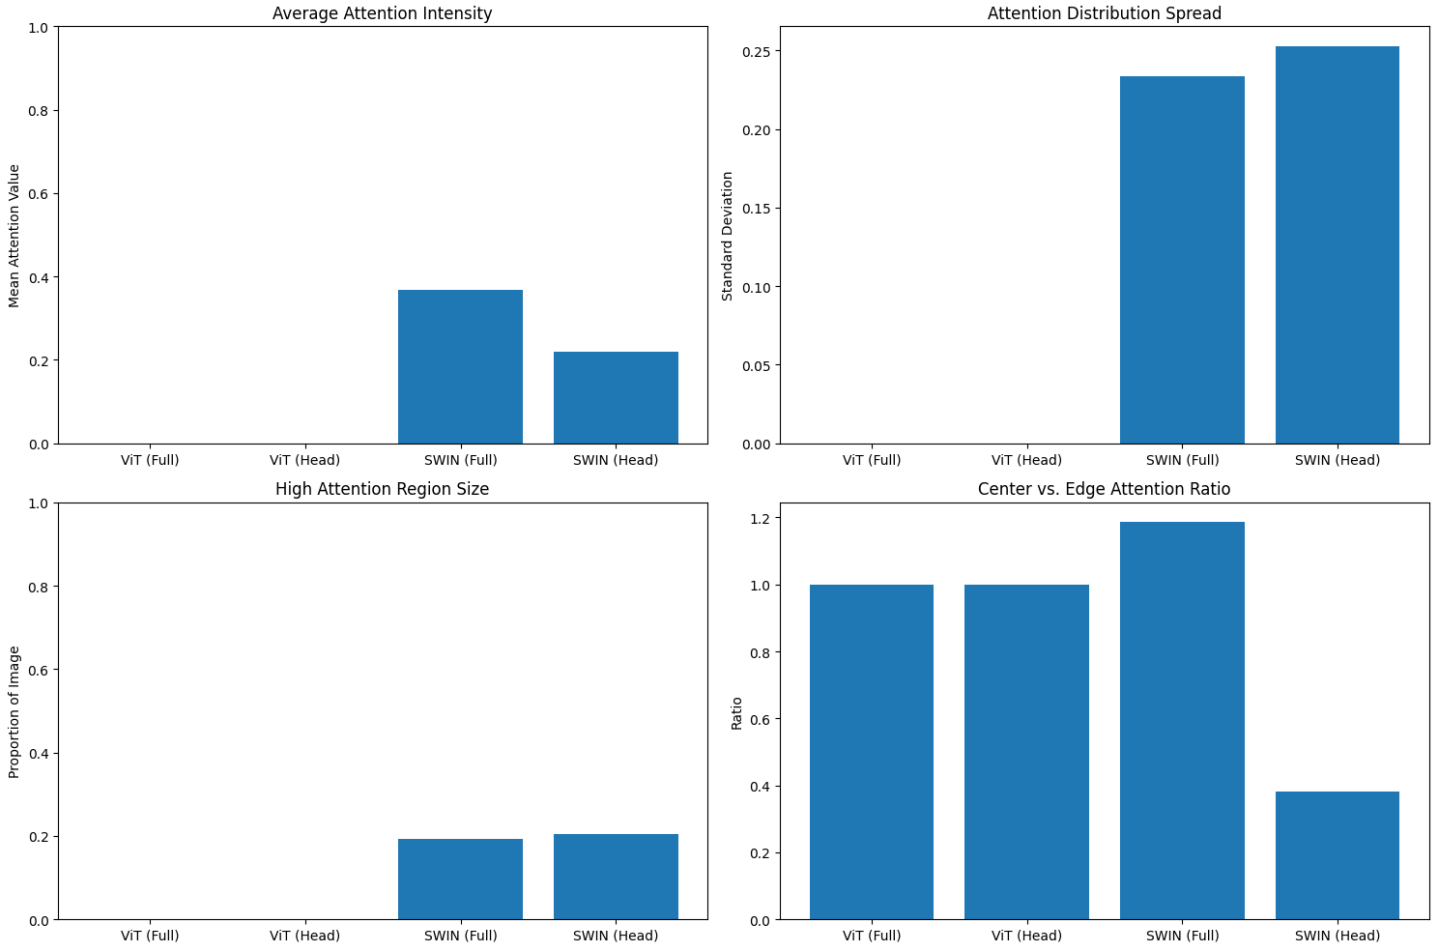 Average Attention Intensity
Mean Attention Value
1.0
0.8
0.6
0.4
0.2
0.0
ViT (Full) ViT (Head) SWIN (Full) SWIN (Head)
Attention Distribution Spread
Standard Deviation
0.25
0.20
0.15
0.10
0.05
0.00
ViT (Full) ViT (Head) SWIN (Full) SWIN (Head)
High Attention Region Size
Proportion of Image
1.0
0.8
0.6
0.4
0.2
0.0
ViT (Full) ViT (Head) SWIN (Full) SWIN (Head)
Center vs. Edge Attention Ratio
Ratio
1.2
1.0
0.8
0.6
0.4
0.2
0.0
ViT (Full) ViT (Head) SWIN (Full) SWIN (Head)